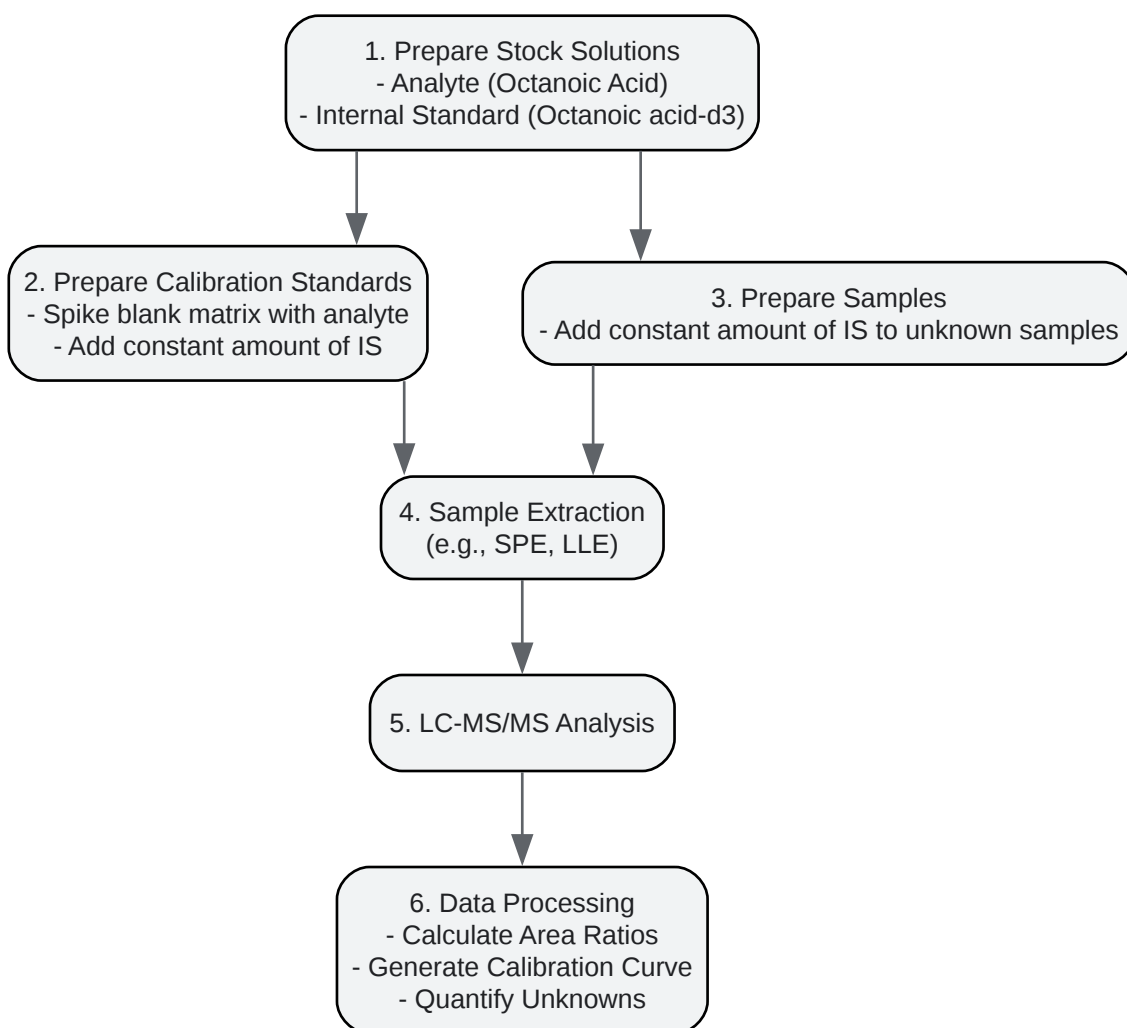 1. Prepare Stock Solutions
- Analyte (Octanoic Acid)
- Internal Standard (Octanoic acid-d3)
2. Prepare Calibration Standards
- Spike blank matrix with analyte
- Add constant amount of IS
3. Prepare Samples
- Add constant amount of IS to unknown samples
4. Sample Extraction
(e.g., SPE, LLE)
5. LC-MS/MS Analysis
6. Data Processing
- Calculate Area Ratios
- Generate Calibration Curve
- Quantify Unknowns